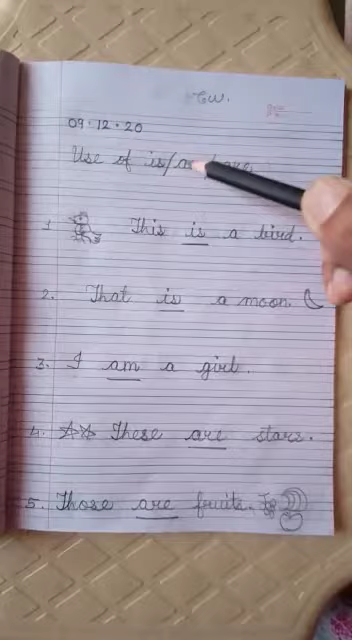 C.W.
09.12.20
Use of is/am/are.
1. This is a bird.
2. That is a moon.
3. I am a girl.
4. These are stars.
5. Those are fruits.